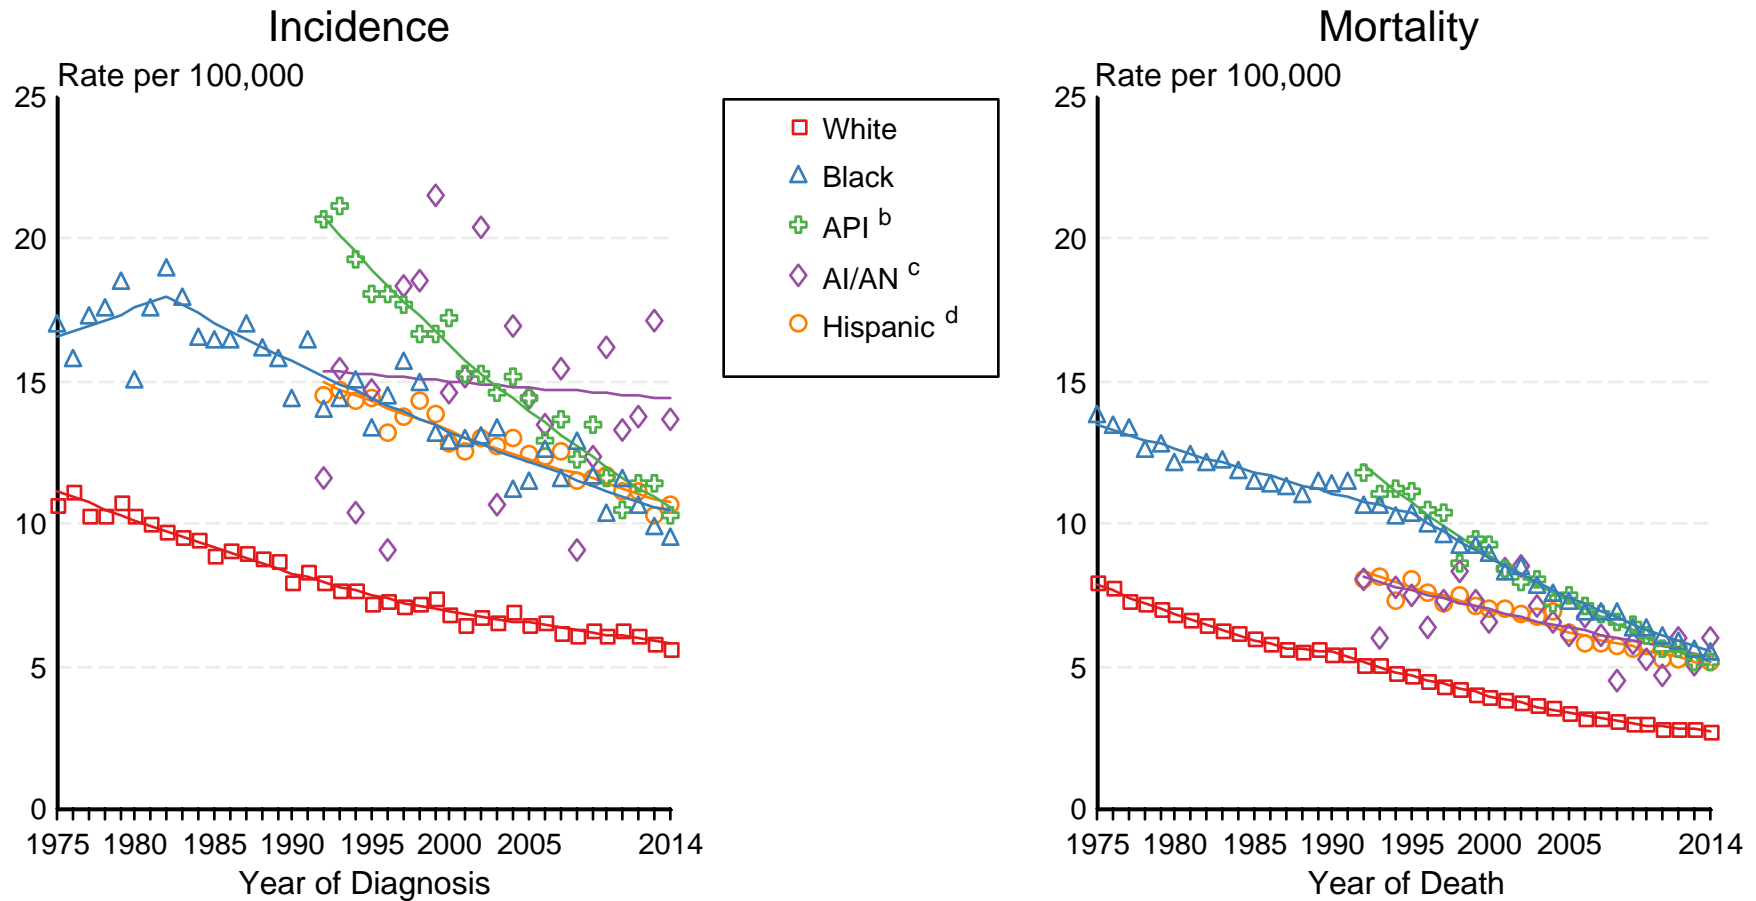 Incidence
Mortality
Rate per 100,000
Rate per 100,000
25
20
15
10
5
0
1975 1980 1985 1990 1995 2000 2005 2014
Year of Diagnosis
White
Black
API b
AI/AN c
Hispanic d
25
20
15
10
5
0
1975 1980 1985 1990 1995 2000 2005 2014
Year of Death